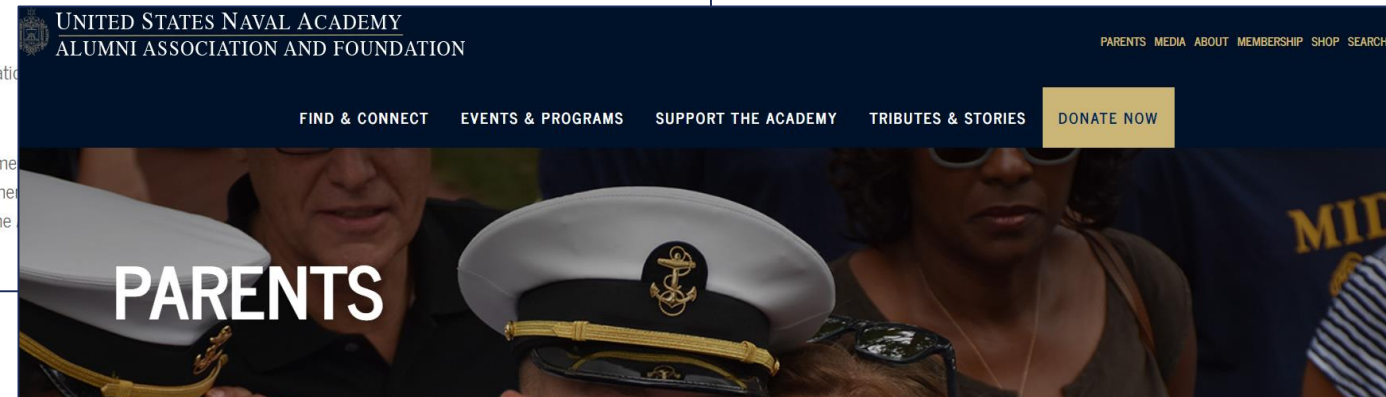 UNITED STATES NAVAL ACADEMY
ALUMNI ASSOCIATION AND FOUNDATION
PARENTS MEDIA ABOUT MEMBERSHIP SHOP SEARCH
FIND & CONNECT EVENTS & PROGRAMS SUPPORT THE ACADEMY TRIBUTES & STORIES DONATE NOW
PARENTS
MID